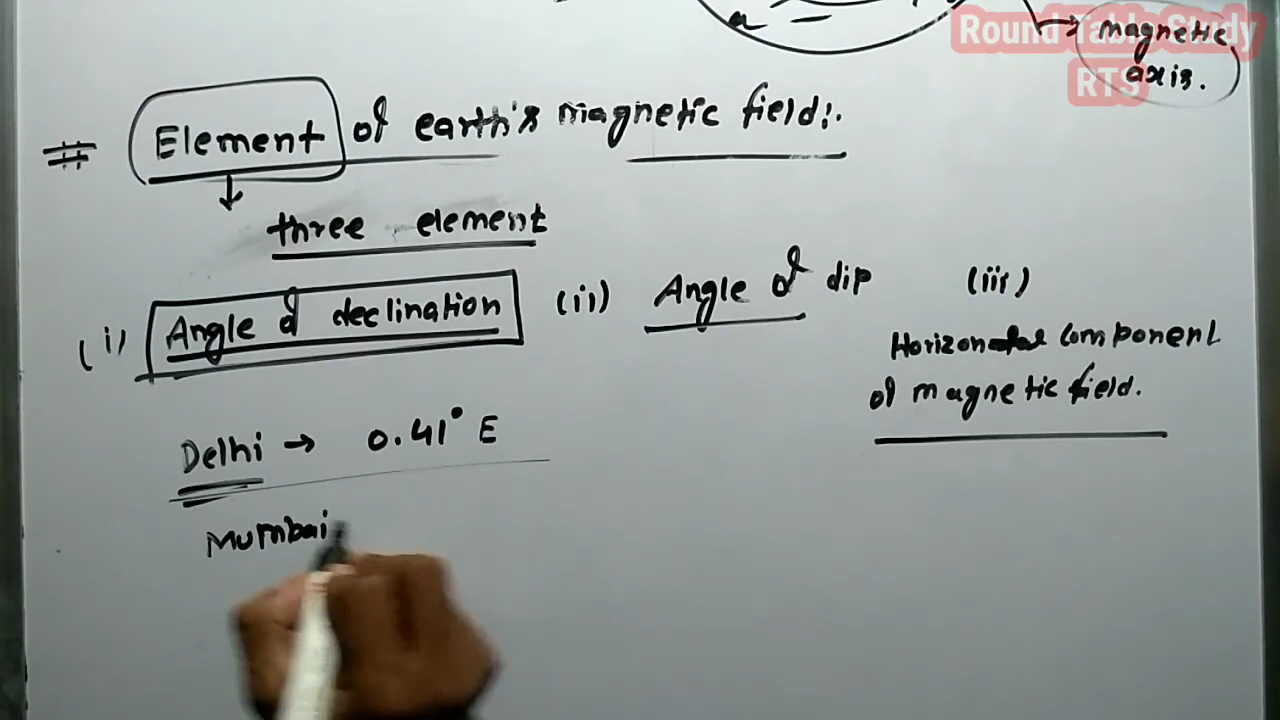 a
magnetic
axis.
Round Table Study
RTS
# Element of earth's magnetic field:.
three element
(i) Angle of declination (ii) Angle of dip (iii)
Horizontal component
of magnetic field.
Delhi → 0.41° E
Mumbai